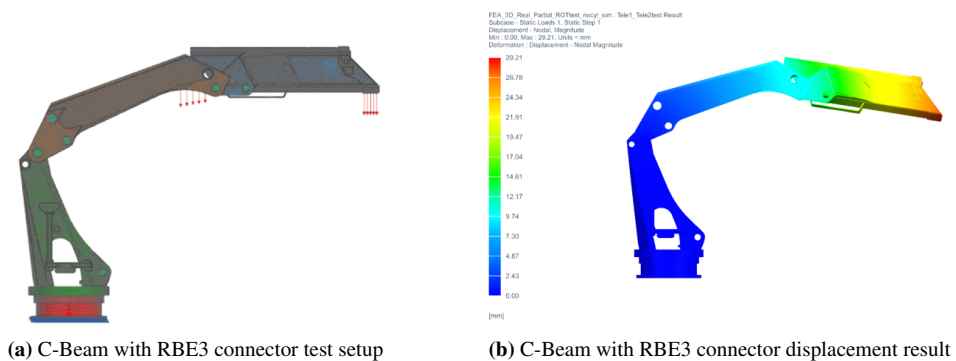 FEA_3D_Real_Partial_ROTtest_nocyl_sim : Tele1_Tele2test Result
Subcase - Static Loads 1, Static Step 1
Displacement - Nodal, Magnitude
Min : 0.00, Max : 29.21, Units = mm
Deformation : Displacement - Nodal Magnitude
29.21
26.77
24.34
21.91
19.47
17.04
14.61
12.17
9.74
7.30
4.87
2.43
0.00
[mm]
(a) C-Beam with RBE3 connector test setup
(b) C-Beam with RBE3 connector displacement result